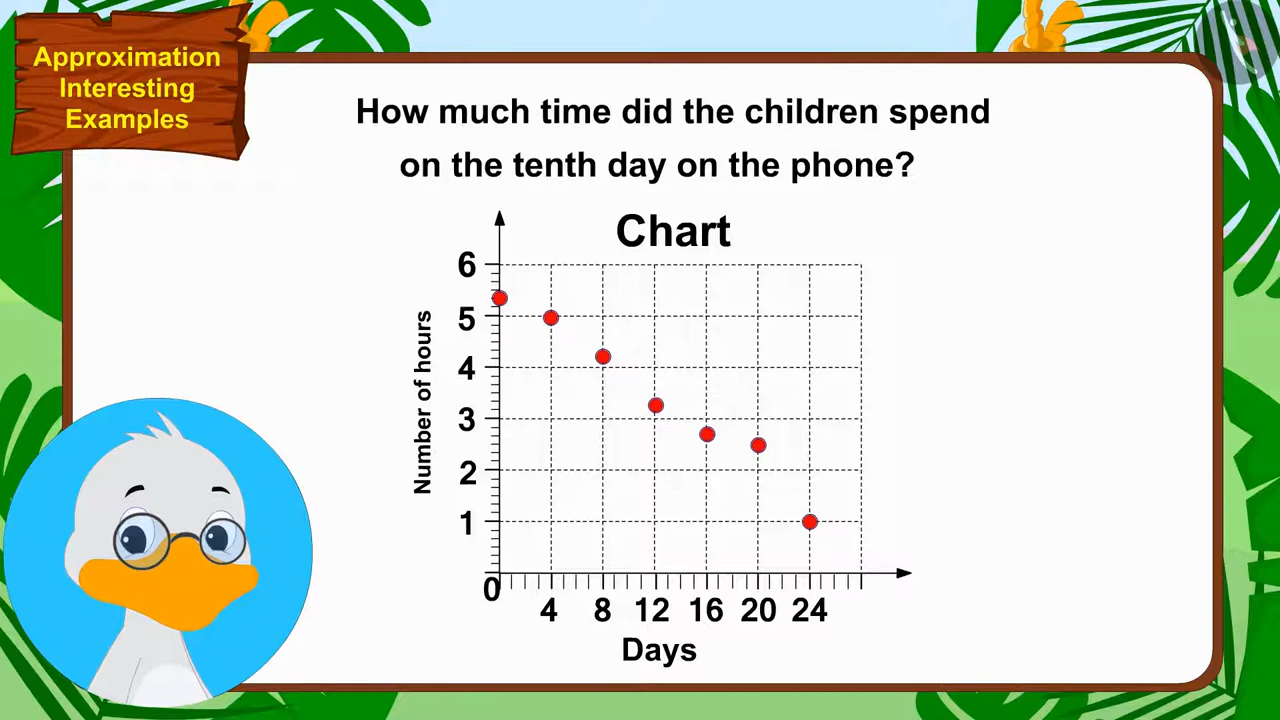 Approximation
Interesting
Examples
How much time did the children spend
on the tenth day on the phone?
Chart
6
5
4
3
2
1
0
Number of hours
4 8 12 16 20 24
Days